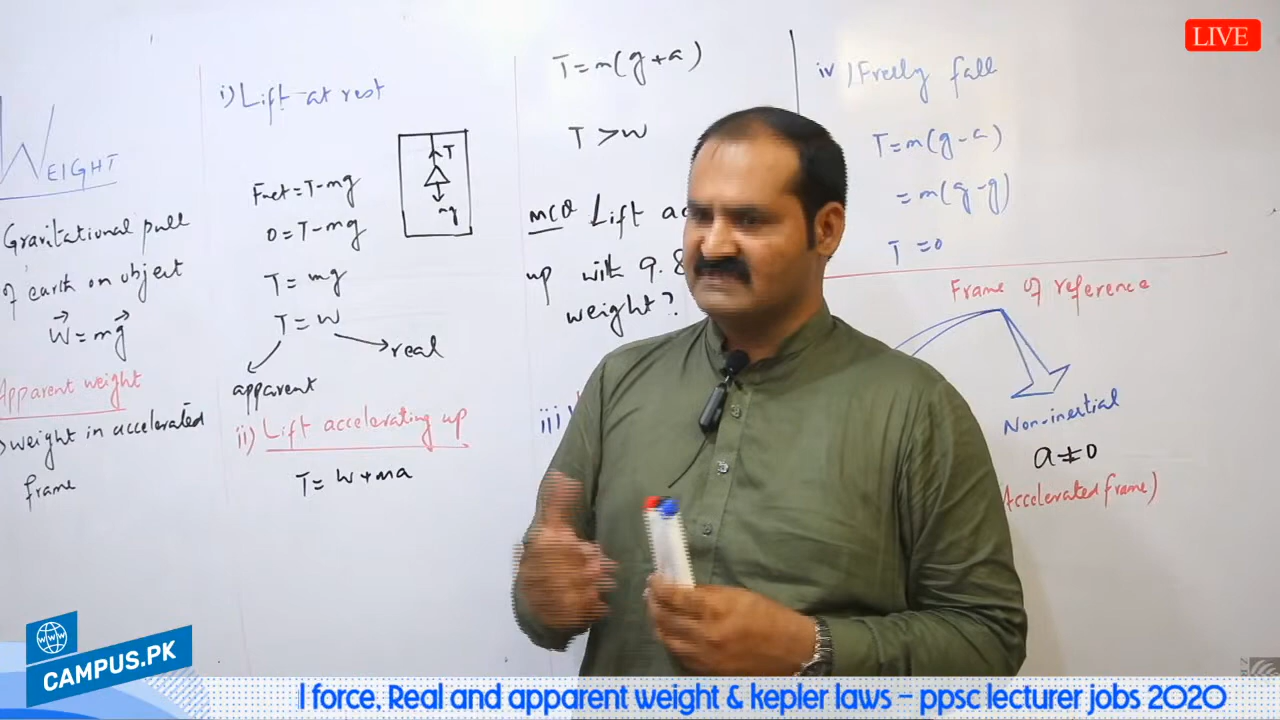 LIVE
WEIGHT
Gravitational pull
of earth on object
W⃗ = mg⃗
Apparent weight
weight in accelerated
frame
i) Lift at rest
Fnet = T - mg
0 = T - mg
T = mg
T = W
apparent
real
T
mg
ii) Lift accelerating up
T = W + ma
T = m(g + a)
T > W
MCQ Lift
up with 9.8
weight?
iii)
iv) Freely fall
T = m(g - a)
= m(g - g)
T = 0
Frame of reference
Non-inertial
a ≠ 0
Accelerated frame)
WWW
CAMPUS.PK
force, Real and apparent weight & kepler laws – ppsc lecturer jobs 2020